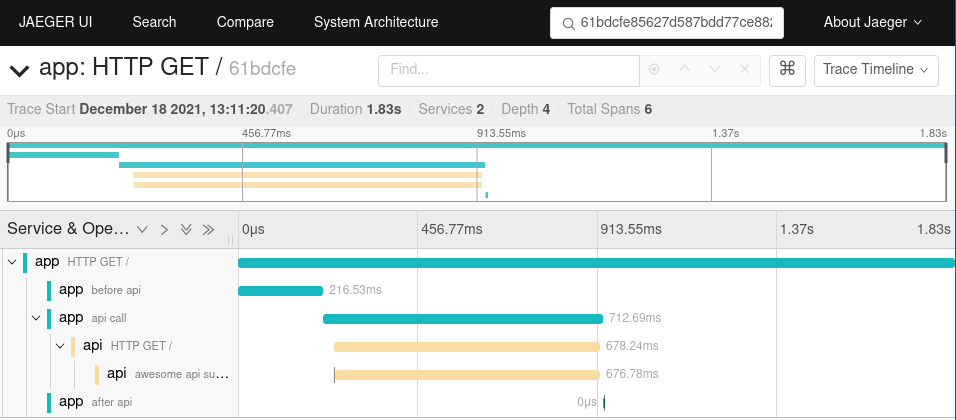 JAEGER UI Search Compare System Architecture 61bdcfe85627d587bdd77ce882 About Jaeger
app: HTTP GET / 61bdcfe Find... ⌘ Trace Timeline
Trace Start December 18 2021, 13:11:20.407 Duration 1.83s Services 2 Depth 4 Total Spans 6
0μs 456.77ms 913.55ms 1.37s 1.83s
Service & Ope... 0μs 456.77ms 913.55ms 1.37s 1.83s
app HTTP GET /
app before api 216.53ms
app api call 712.69ms
api HTTP GET / 678.24ms
api awesome api su... 676.78ms
app after api 0μs